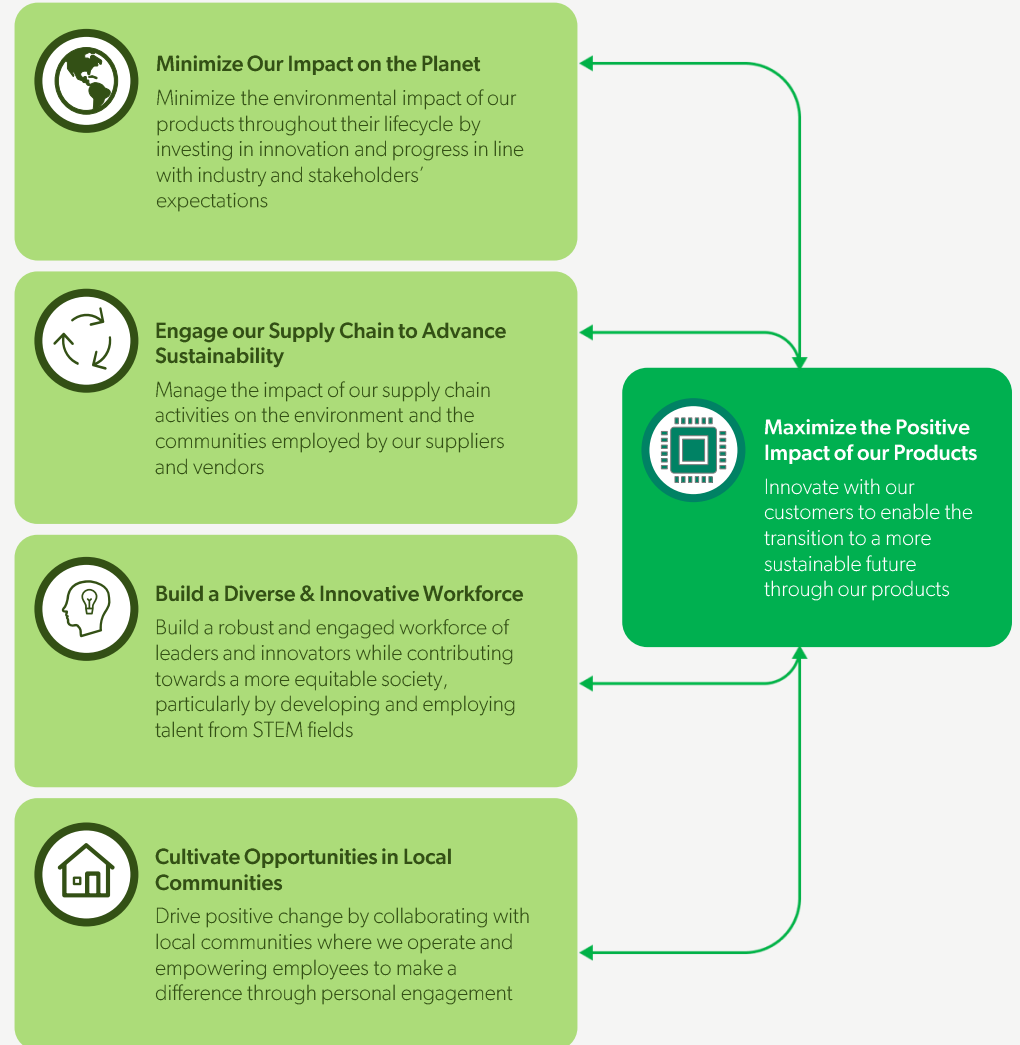 Minimize Our Impact on the Planet
Minimize the environmental impact of our
products throughout their lifecycle by
investing in innovation and progress in line
with industry and stakeholders’
expectations
Engage our Supply Chain to Advance
Sustainability
Manage the impact of our supply chain
activities on the environment and the
communities employed by our suppliers
and vendors
Build a Diverse & Innovative Workforce
Build a robust and engaged workforce of
leaders and innovators while contributing
towards a more equitable society,
particularly by developing and employing
talent from STEM fields
Cultivate Opportunities in Local
Communities
Drive positive change by collaborating with
local communities where we operate and
empowering employees to make a
difference through personal engagement
Maximize the Positive
Impact of our Products
Innovate with our
customers to enable the
transition to a more
sustainable future
through our products